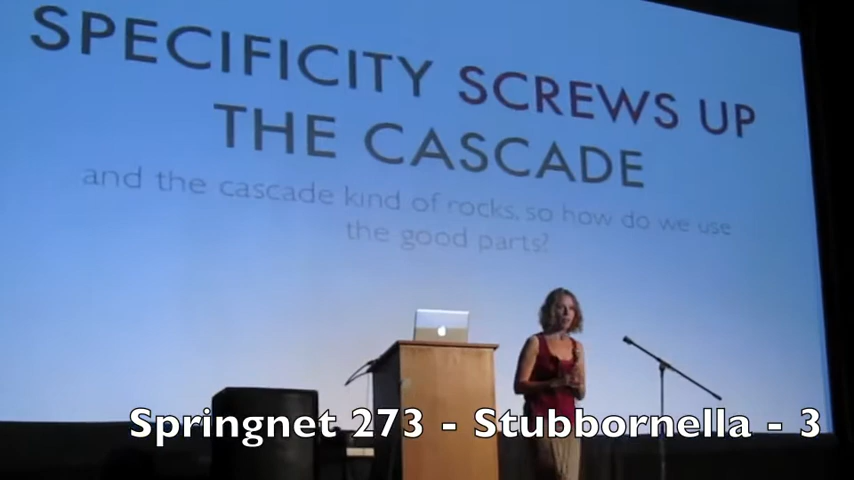 SPECIFICITY SCREWS UP
THE CASCADE
and the cascade kind of rocks, so how do we use
the good parts?
Springnet 273 - Stubbornella - 3